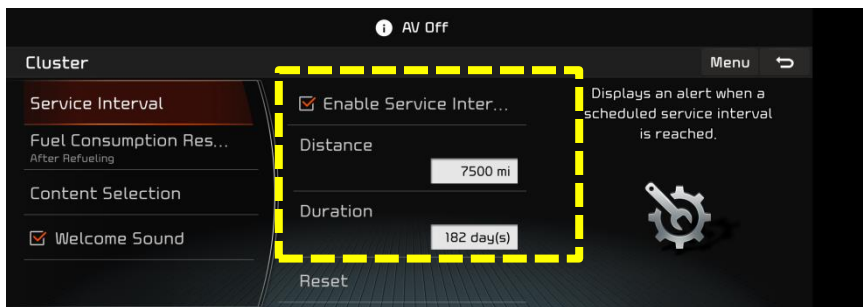 AV Off
Cluster
Menu
Service Interval
Fuel Consumption Res...
After Refueling
Content Selection
Welcome Sound
Enable Service Inter...
Distance
7500 mi
Duration
182 day(s)
Reset
Displays an alert when a
scheduled service interval
is reached.